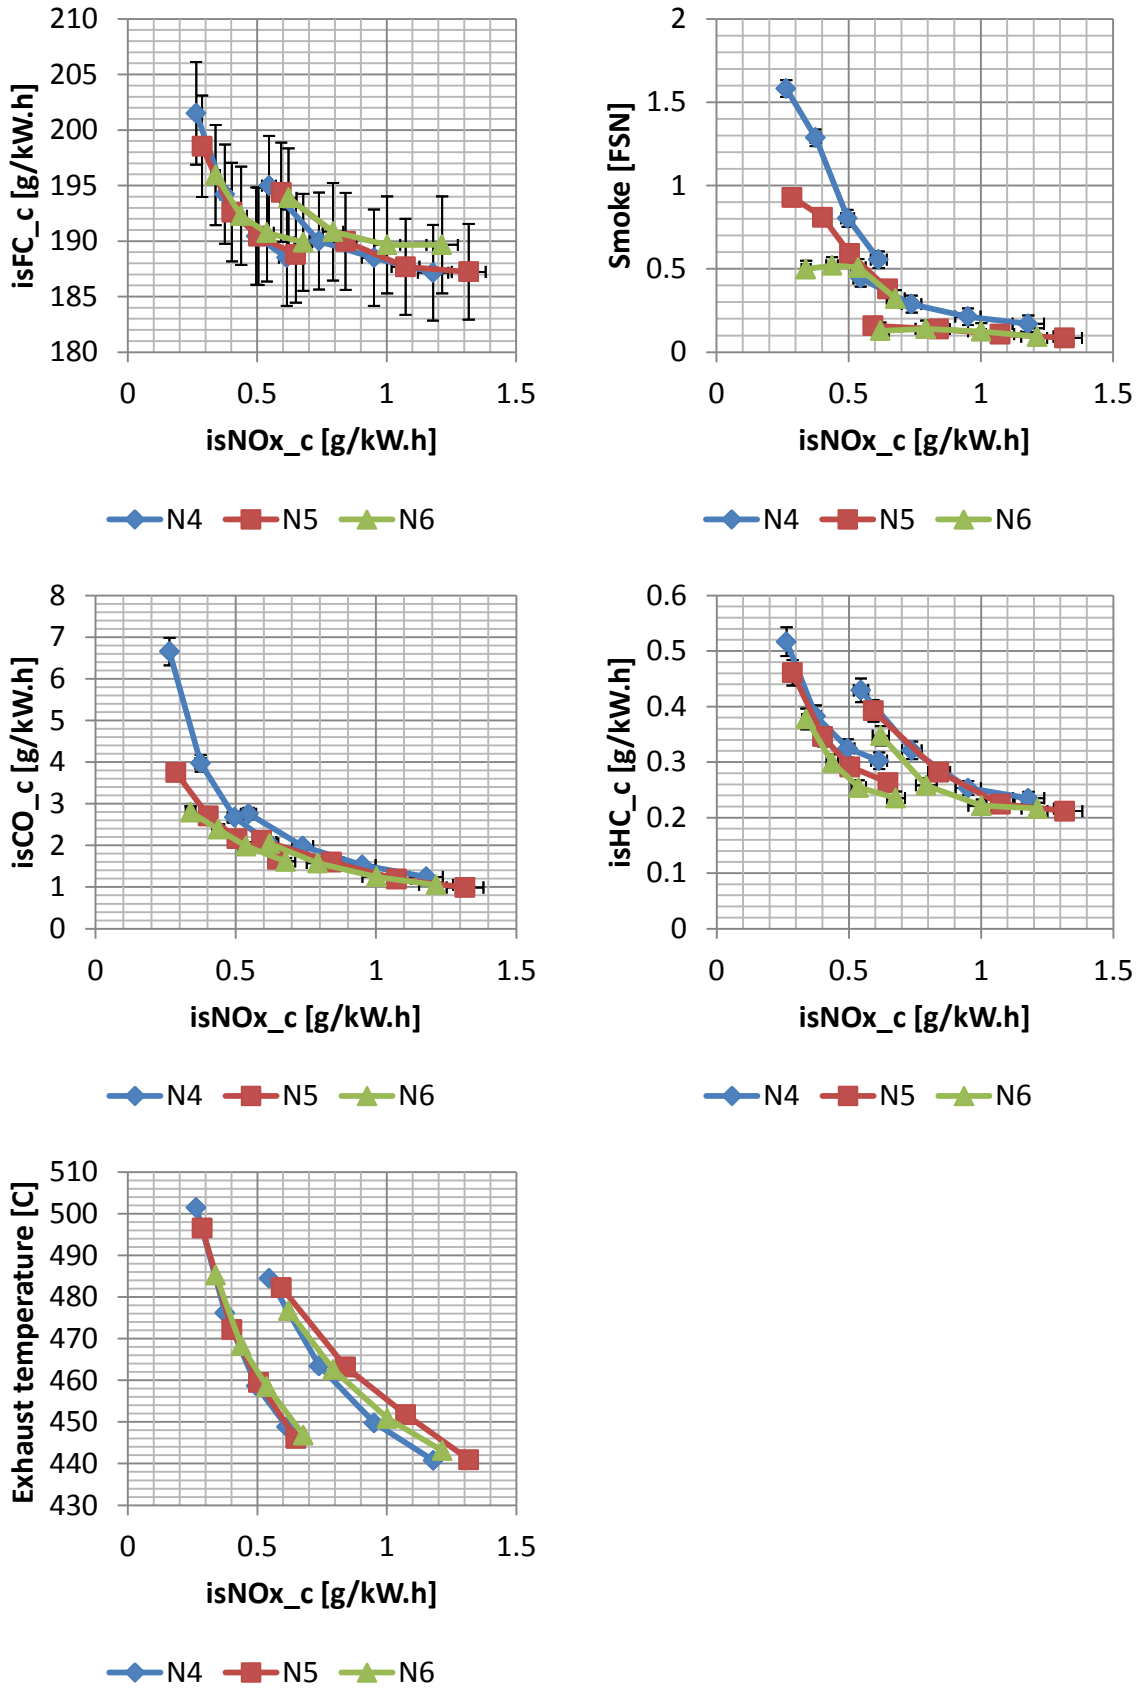 isFC_c [g/kW.h]
210
205
200
195
190
185
180
0 0.5 1 1.5
isNOx_c [g/kW.h]
N4 N5 N6
Smoke [FSN]
2
1.5
1
0.5
0
0 0.5 1 1.5
isNOx_c [g/kW.h]
N4 N5 N6
isCO_c [g/kW.h]
8
7
6
5
4
3
2
1
0
0 0.5 1 1.5
isNOx_c [g/kW.h]
N4 N5 N6
isHC_c [g/kW.h]
0.6
0.5
0.4
0.3
0.2
0.1
0
0 0.5 1 1.5
isNOx_c [g/kW.h]
N4 N5 N6
Exhaust temperature [C]
510
500
490
480
470
460
450
440
430
0 0.5 1 1.5
isNOx_c [g/kW.h]
N4 N5 N6